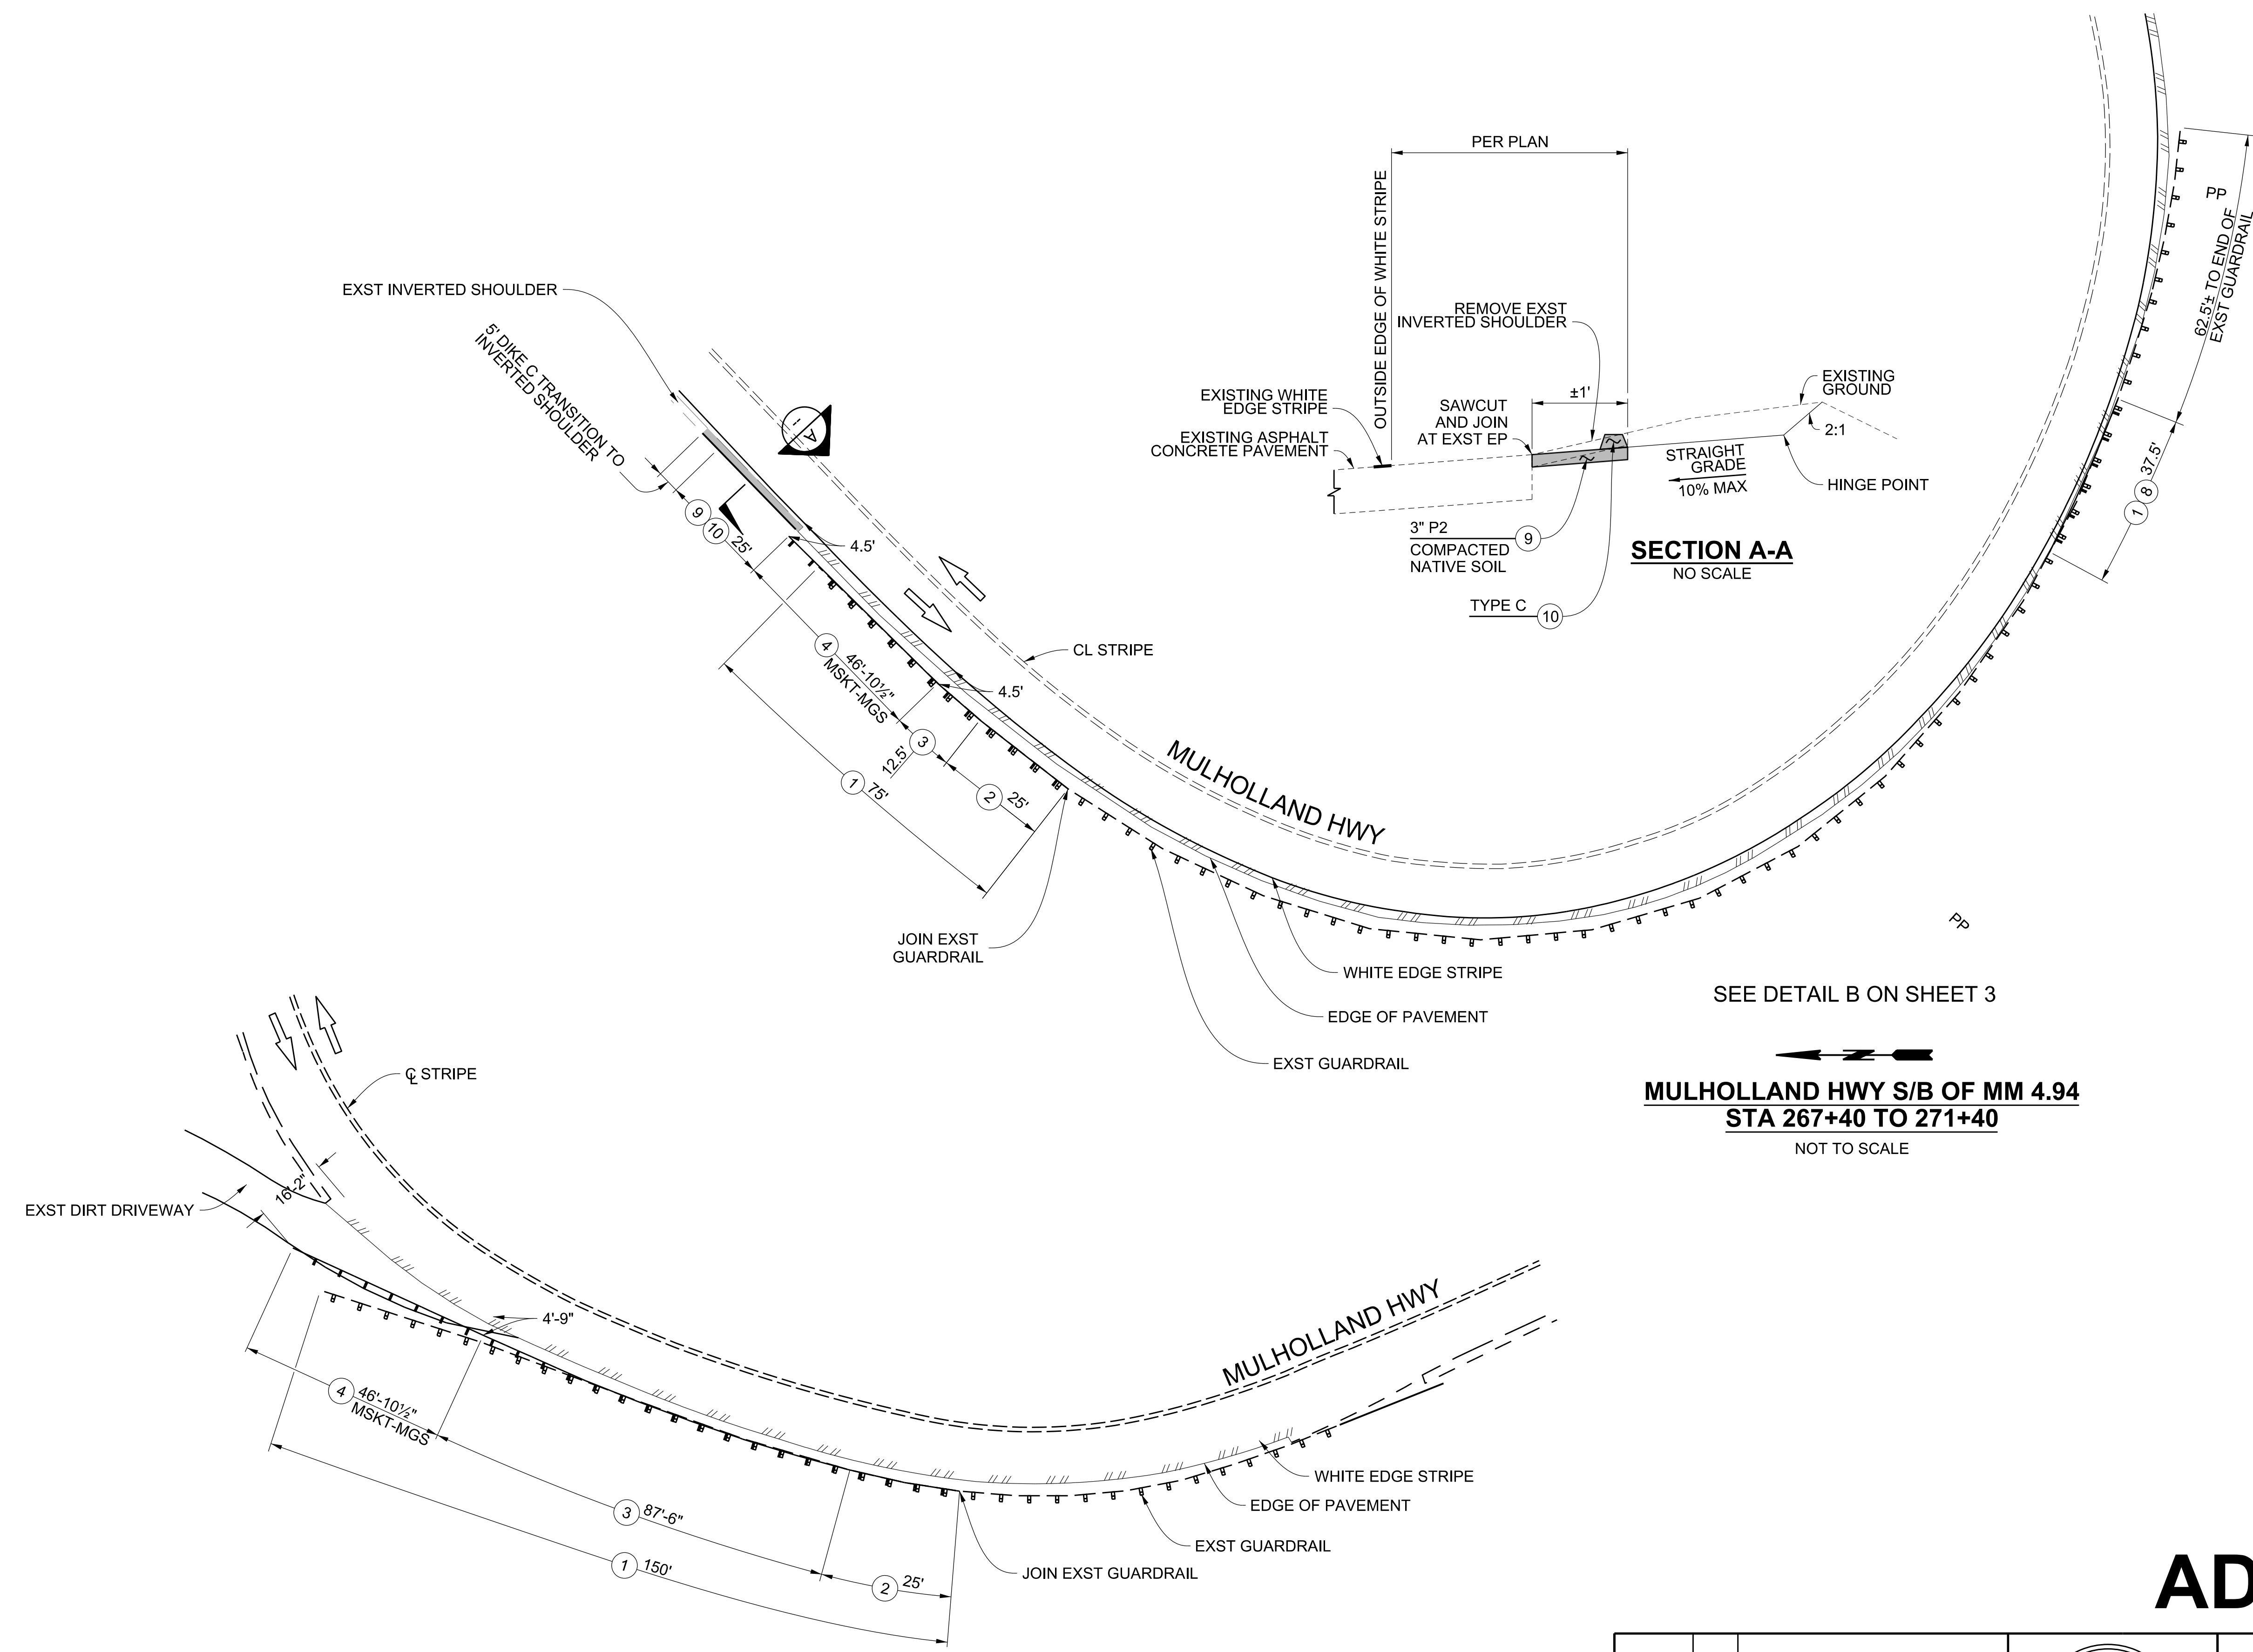 PER PLAN
OUTSIDE EDGE OF WHITE STRIPE
REMOVE EXST
INVERTED SHOULDER
EXISTING WHITE
EDGE STRIPE
EXISTING ASPHALT
CONCRETE PAVEMENT
SAWCUT
AND JOIN
AT EXST EP
±1'
EXISTING
GROUND
2:1
STRAIGHT
GRADE
10% MAX
HINGE POINT
3" P2
COMPACTED
NATIVE SOIL
9
TYPE C
10
SECTION A-A
NO SCALE
PP
62.5'± TO END OF
EXST GUARDRAIL
1
8
37.5'
EXST INVERTED SHOULDER
5' DIKE C TRANSITION TO
INVERTED SHOULDER
A
-
9
10
25'
4.5'
4
46'-10½"
MSKT-MGS
4.5'
CL STRIPE
3
12.5'
1
75'
2
25'
MULHOLLAND HWY
JOIN EXST
GUARDRAIL
WHITE EDGE STRIPE
EDGE OF PAVEMENT
EXST GUARDRAIL
PP
SEE DETAIL B ON SHEET 3
MULHOLLAND HWY S/B OF MM 4.94
STA 267+40 TO 271+40
NOT TO SCALE
CL STRIPE
16'-2"
EXST DIRT DRIVEWAY
4'-9"
MULHOLLAND HWY
4
46'-10½"
MSKT-MGS
3
87'-6"
1
150'
2
25'
WHITE EDGE STRIPE
EDGE OF PAVEMENT
EXST GUARDRAIL
JOIN EXST GUARDRAIL
AD